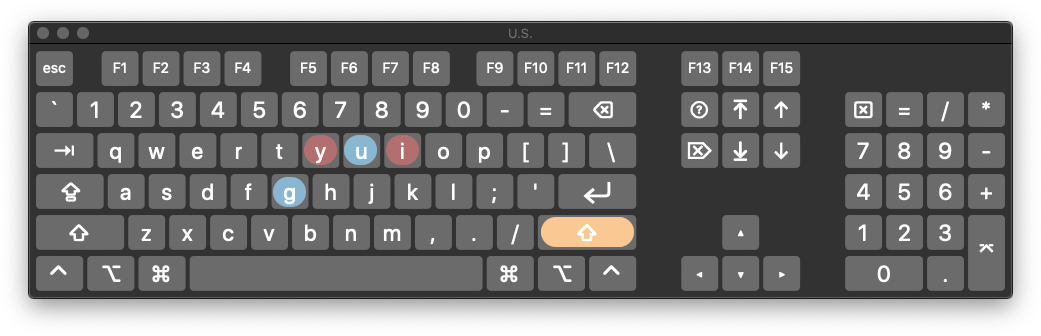 U.S.
esc F1 F2 F3 F4 F5 F6 F7 F8 F9 F10 F11 F12 F13 F14 F15
` 1 2 3 4 5 6 7 8 9 0 - = ? = / *
q w e r t y u i o p [ ] \ 7 8 9 -
a s d f g h j k l ; ' 4 5 6 +
z x c v b n m , . / 1 2 3
0 .